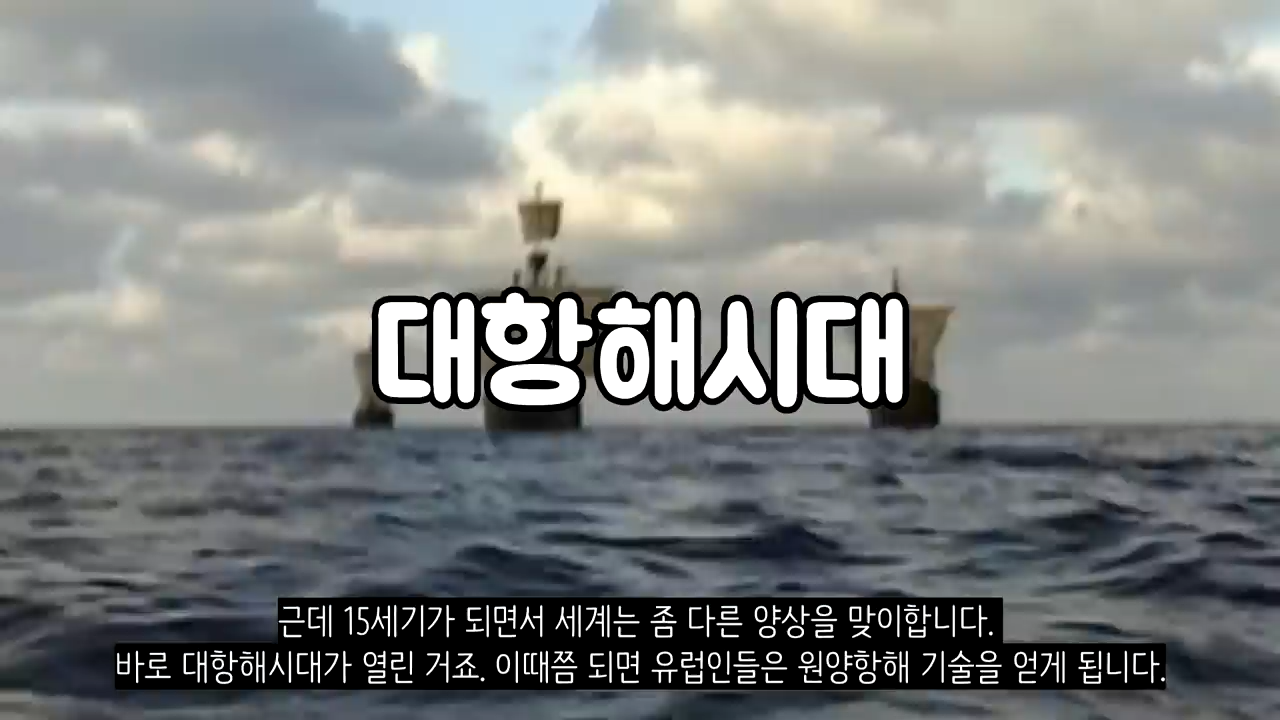 대항해시대
근데 15세기가 되면서 세계는 좀 다른 양상을 맞이합니다.
바로 대항해시대가 열린 거죠. 이때쯤 되면 유럽인들은 원양항해 기술을 얻게 됩니다.